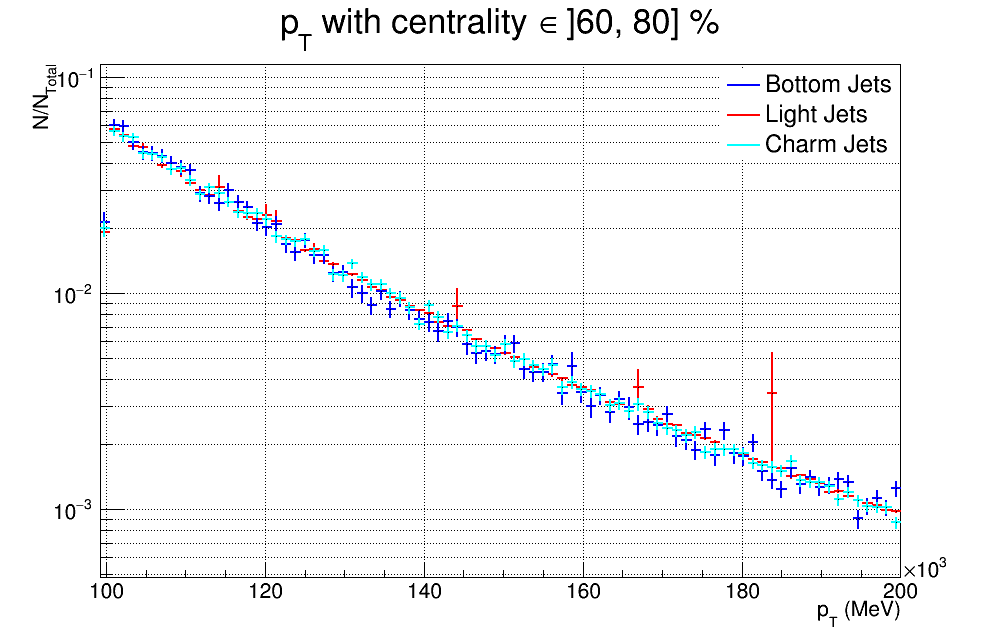 p_T with centrality ∈ ]60, 80] %
N/N_Total
Bottom Jets
Light Jets
Charm Jets
10^−1
10^−2
10^−3
100 120 140 160 180 200
×10^3
p_T (MeV)